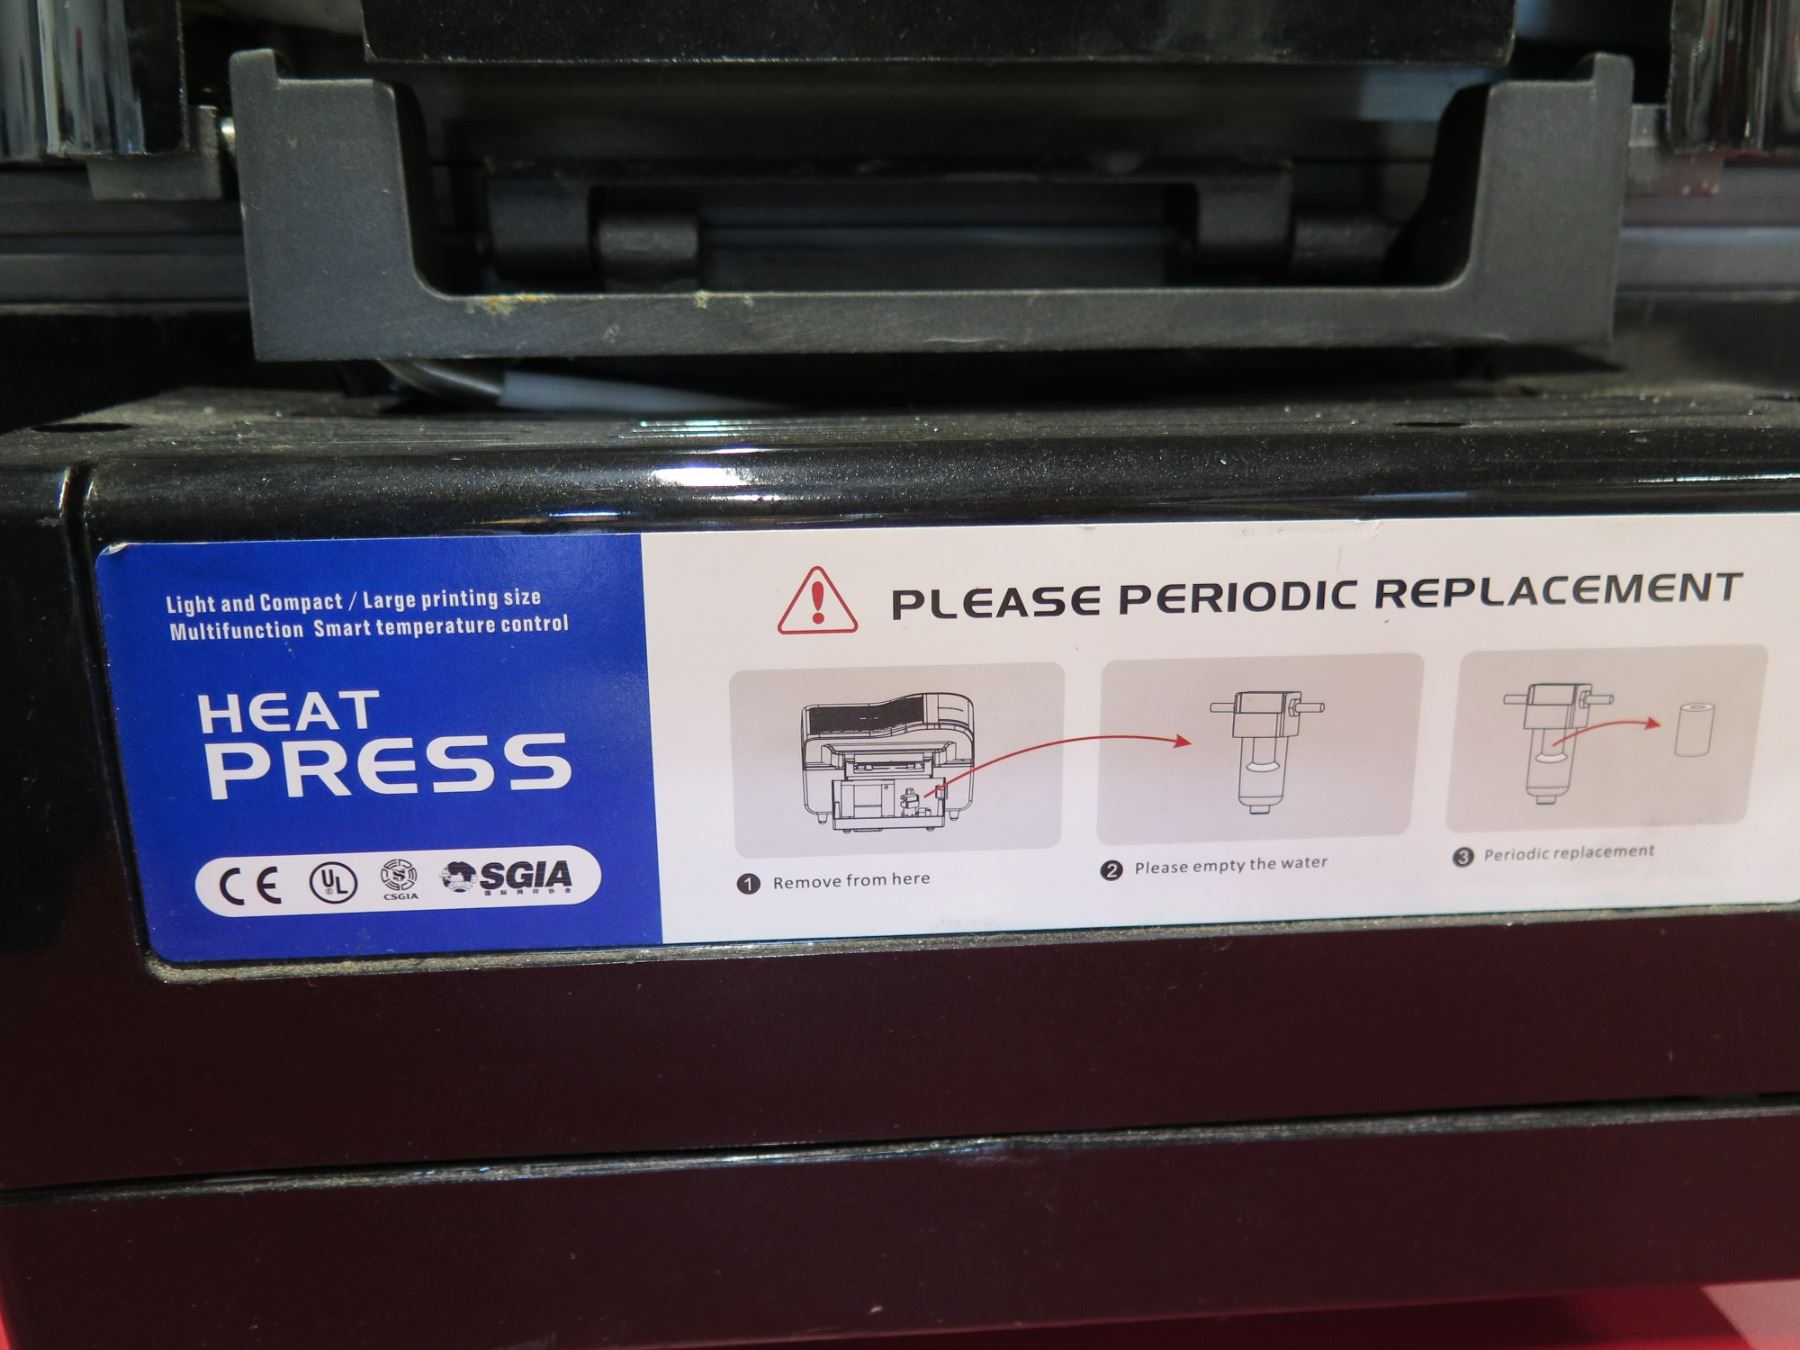 Light and Compact / Large printing size
Multifunction Smart temperature control
HEAT
PRESS
CE
UL
CSGIA
SGIA
PLEASE PERIODIC REPLACEMENT
1 Remove from here
2 Please empty the water
3 Periodic replacement